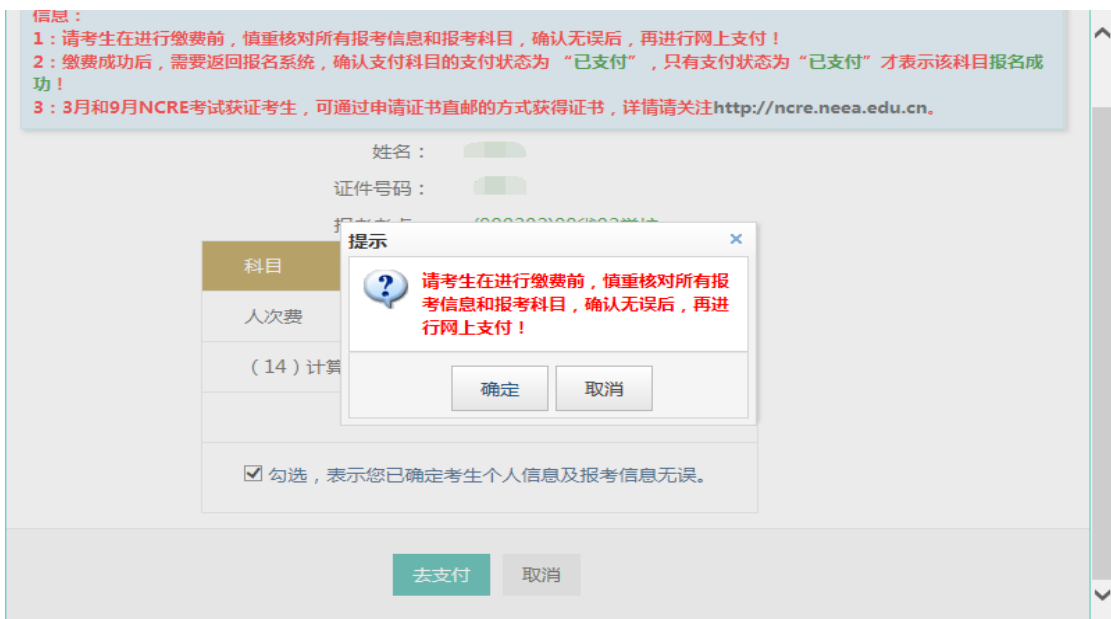 信息：
1：请考生在进行缴费前，慎重核对所有报考信息和报考科目，确认无误后，再进行网上支付！
2：缴费成功后，需要返回报名系统，确认支付科目的支付状态为 “已支付” ，只有支付状态为“已支付”才表示该科目报名成
功！
3：3月和9月NCRE考试获证考生，可通过申请证书直邮的方式获得证书，详情请关注http://ncre.neea.edu.cn。
姓名：
证件号码：
提示
×
科目
请考生在进行缴费前，慎重核对所有报
考信息和报考科目，确认无误后，再进
行网上支付！
人次费
（14）计算
确定 取消
勾选，表示您已确定考生个人信息及报考信息无误。
去支付 取消